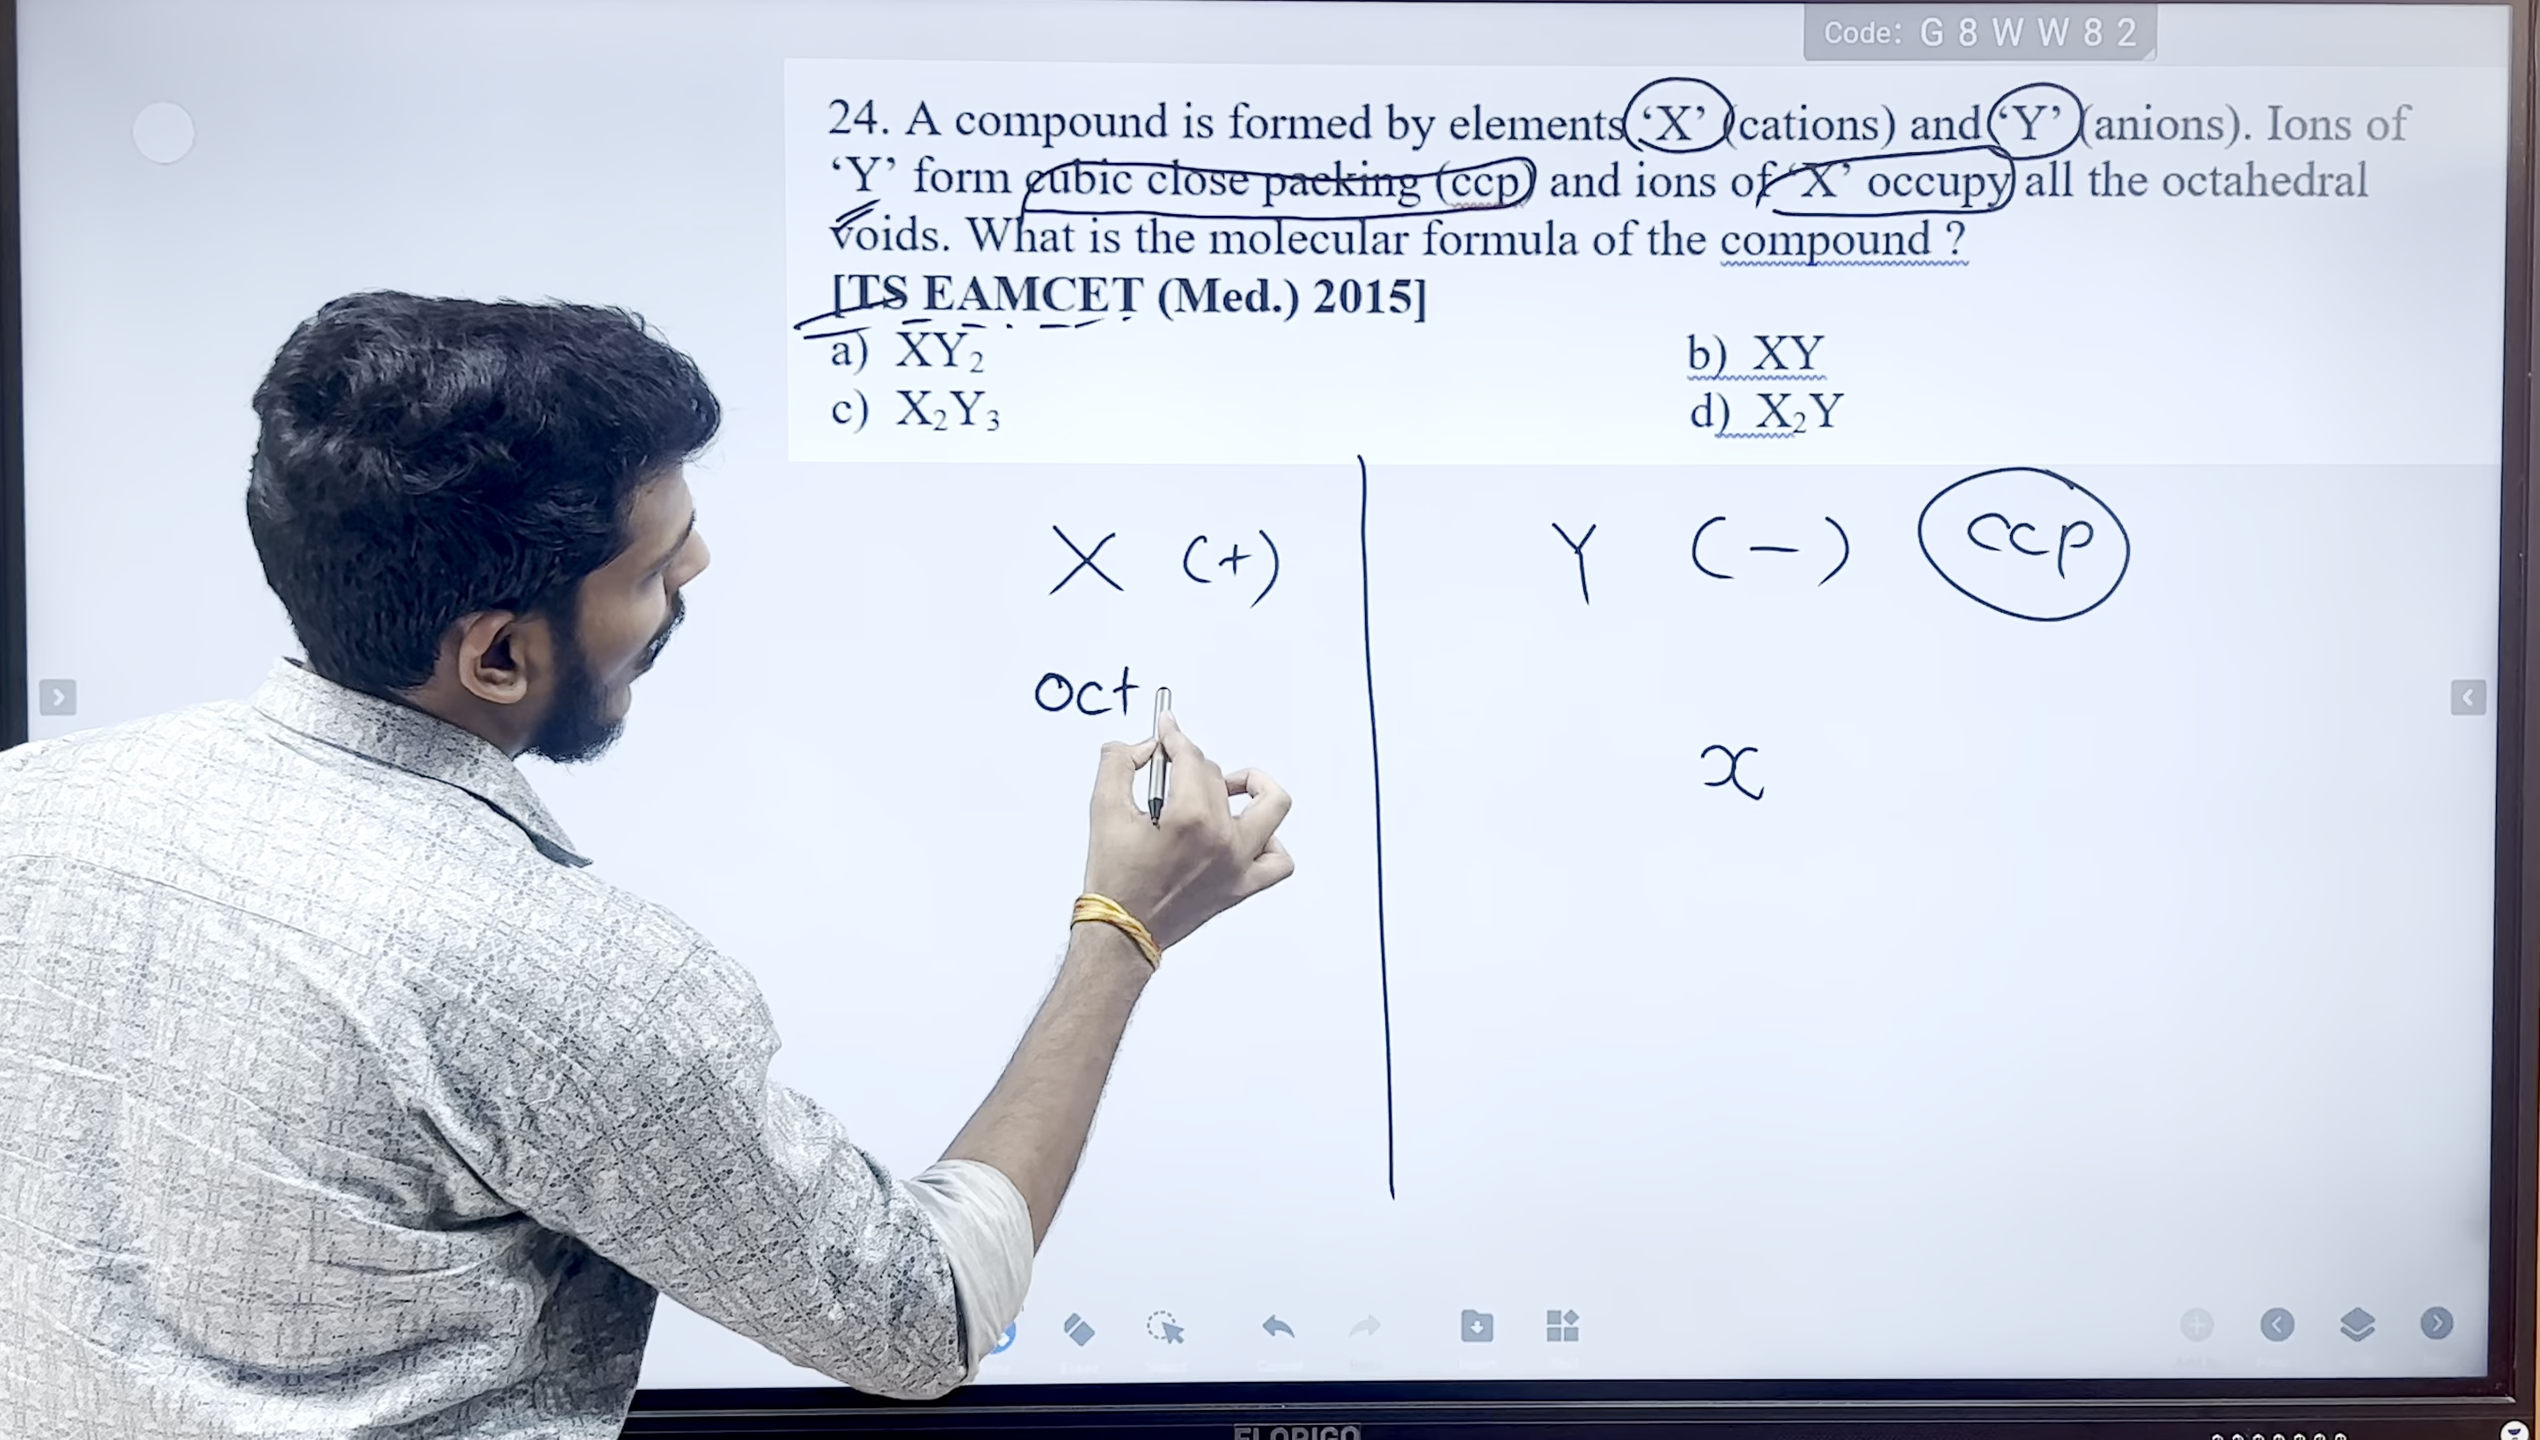 Code: G 8 W W 8 2
24. A compound is formed by elements ‘X’ (cations) and ‘Y’ (anions). Ions of
‘Y’ form cubic close packing (ccp) and ions of ‘X’ occupy all the octahedral
voids. What is the molecular formula of the compound ?
[TS EAMCET (Med.) 2015]
a) XY₂
b) XY
c) X₂Y₃
d) X₂Y
X (+)
Y (-) ccp
oct
x